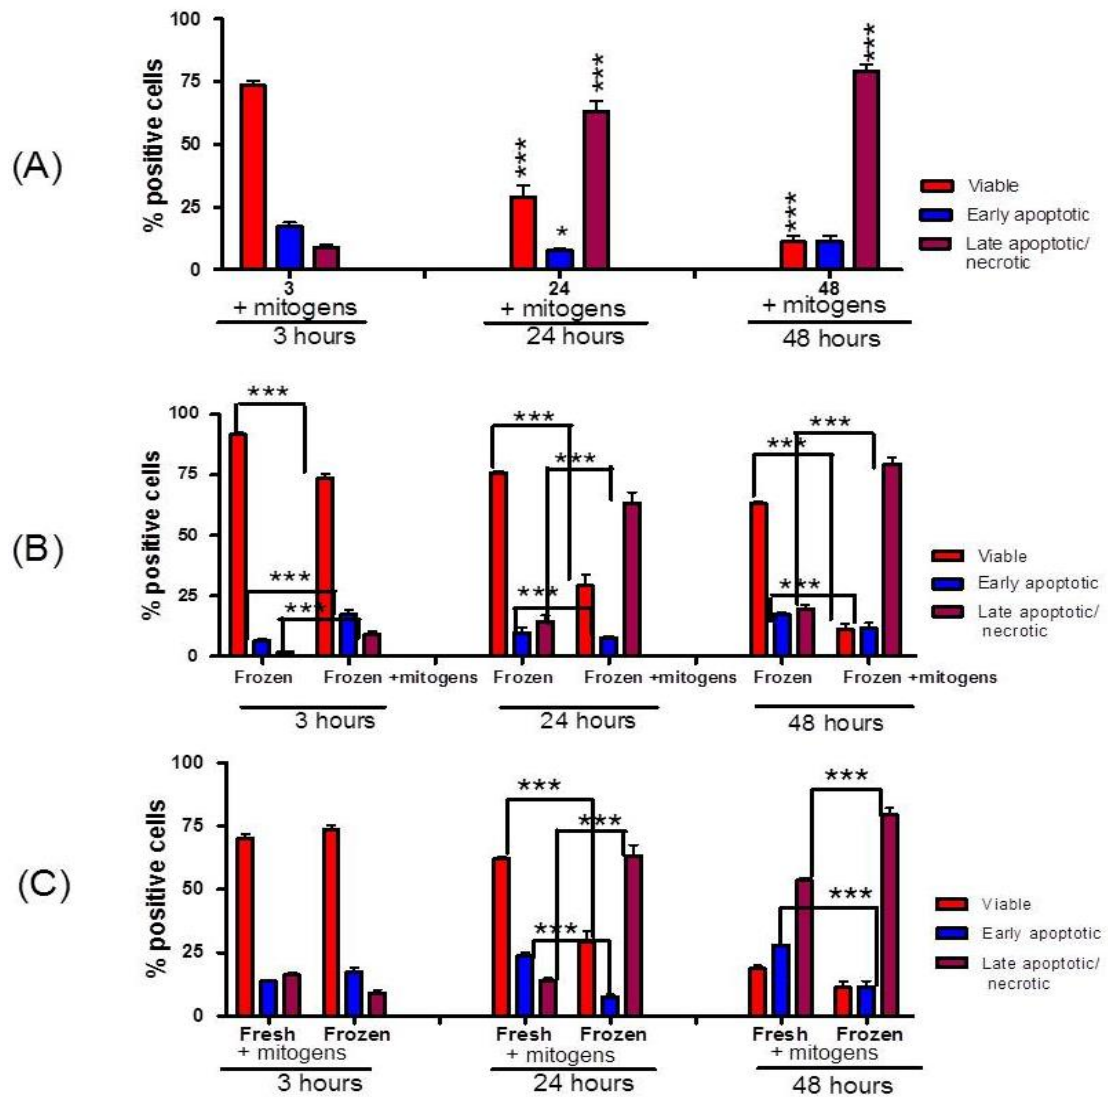 (A)
% positive cells
100
75
50
25
0
***
*
***
***
***
3
24
48
+ mitogens
+ mitogens
+ mitogens
3 hours
24 hours
48 hours
Viable
Early apoptotic
Late apoptotic/
necrotic
(B)
% positive cells
100
75
50
25
0
***
***
***
***
***
***
***
***
***
Frozen
Frozen +mitogens
Frozen
Frozen +mitogens
Frozen
Frozen +mitogens
3 hours
24 hours
48 hours
Viable
Early apoptotic
Late apoptotic/
necrotic
(C)
% positive cells
100
75
50
25
0
***
***
***
***
***
Fresh Frozen
Fresh Frozen
Fresh Frozen
+ mitogens
+ mitogens
+ mitogens
3 hours
24 hours
48 hours
Viable
Early apoptotic
Late apoptotic/
necrotic